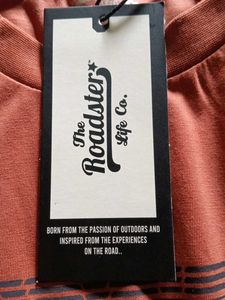 The
Roadster
Life Co.
BORN FROM THE PASSION OF OUTDOORS AND
INSPIRED FROM THE EXPERIENCES
ON THE ROAD..